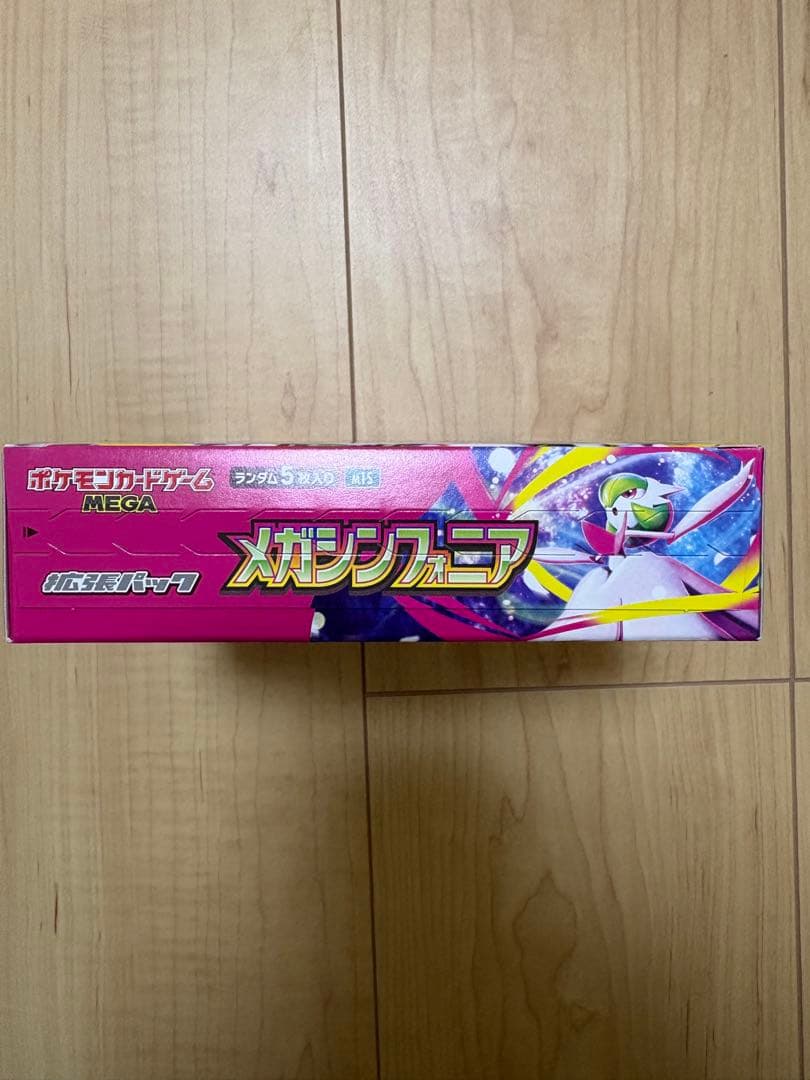 ポケモンカードゲーム
MEGA
ランダム5枚入り M1S
メガシンフォニア
拡張パック